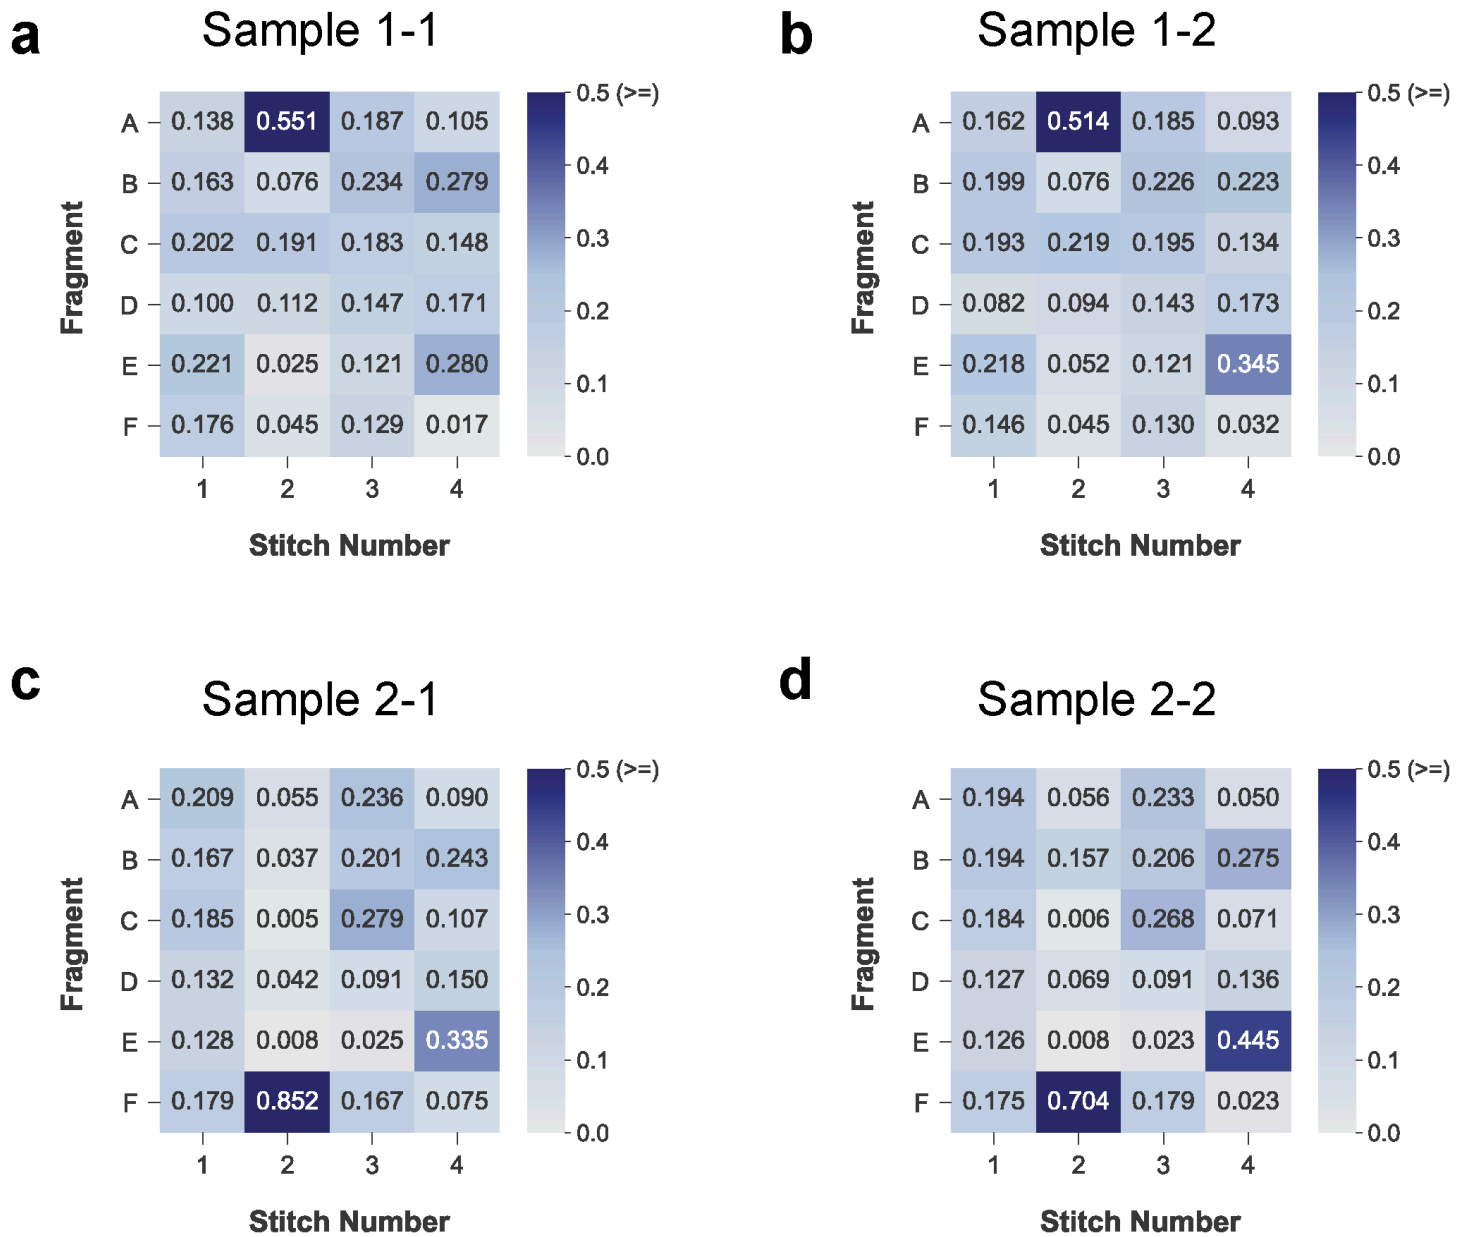 a Sample 1-1
0.5 (>=)
A 0.138 0.551 0.187 0.105
0.4
B 0.163 0.076 0.234 0.279
0.3
C 0.202 0.191 0.183 0.148
0.2
D 0.100 0.112 0.147 0.171
E 0.221 0.025 0.121 0.280
0.1
F 0.176 0.045 0.129 0.017
0.0
1 2 3 4
Fragment
Stitch Number
b Sample 1-2
0.5 (>=)
A 0.162 0.514 0.185 0.093
0.4
B 0.199 0.076 0.226 0.223
0.3
C 0.193 0.219 0.195 0.134
0.2
D 0.082 0.094 0.143 0.173
E 0.218 0.052 0.121 0.345
0.1
F 0.146 0.045 0.130 0.032
0.0
1 2 3 4
Fragment
Stitch Number
c Sample 2-1
0.5 (>=)
A 0.209 0.055 0.236 0.090
0.4
B 0.167 0.037 0.201 0.243
0.3
C 0.185 0.005 0.279 0.107
0.2
D 0.132 0.042 0.091 0.150
E 0.128 0.008 0.025 0.335
0.1
F 0.179 0.852 0.167 0.075
0.0
1 2 3 4
Fragment
Stitch Number
d Sample 2-2
0.5 (>=)
A 0.194 0.056 0.233 0.050
0.4
B 0.194 0.157 0.206 0.275
0.3
C 0.184 0.006 0.268 0.071
0.2
D 0.127 0.069 0.091 0.136
E 0.126 0.008 0.023 0.445
0.1
F 0.175 0.704 0.179 0.023
0.0
1 2 3 4
Fragment
Stitch Number